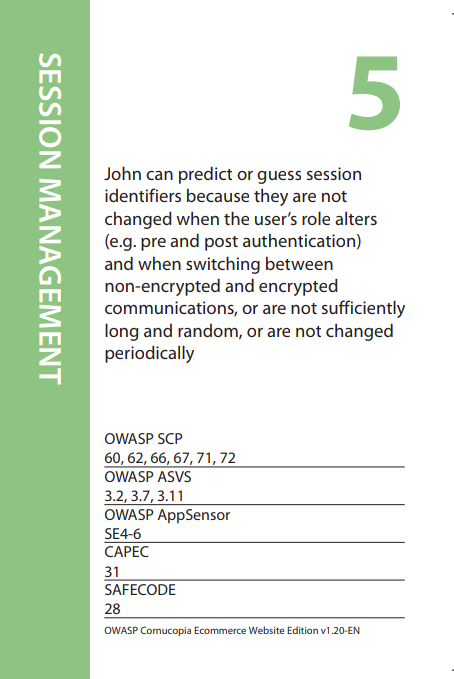 SESSION MANAGEMENT
5
John can predict or guess session
identifiers because they are not
changed when the user’s role alters
(e.g. pre and post authentication)
and when switching between
non-encrypted and encrypted
communications, or are not sufficiently
long and random, or are not changed
periodically
OWASP SCP
60, 62, 66, 67, 71, 72
OWASP ASVS
3.2, 3.7, 3.11
OWASP AppSensor
SE4-6
CAPEC
31
SAFECODE
28
OWASP Cornucopia Ecommerce Website Edition v1.20-EN